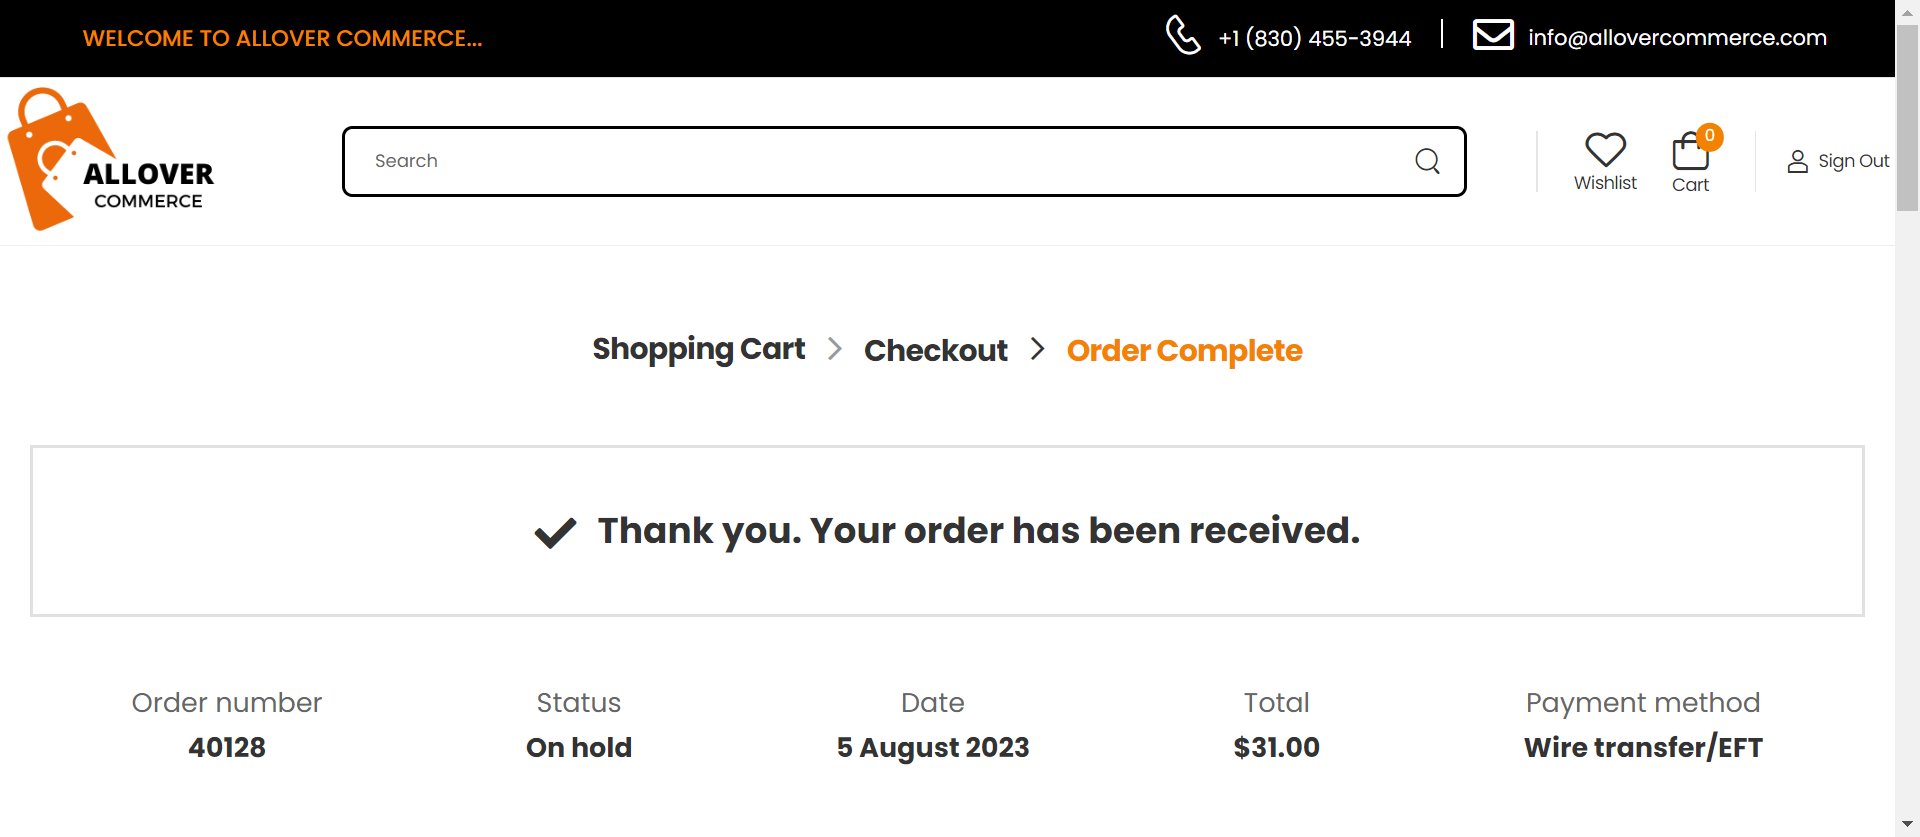 WELCOME TO ALLOVER COMMERCE...
+1 (830) 455-3944
info@allovercommerce.com
ALLOVER
COMMERCE
Search
Wishlist
0
Cart
Sign Out
Shopping Cart
Checkout
Order Complete
Thank you. Your order has been received.
Order number
40128
Status
On hold
Date
5 August 2023
Total
$31.00
Payment method
Wire transfer/EFT